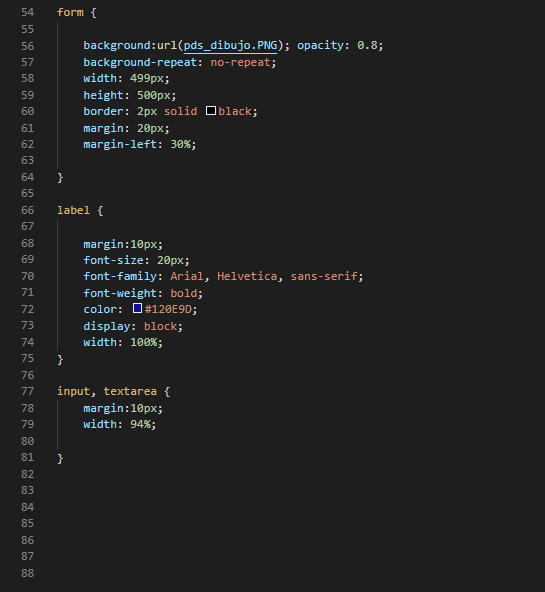 54 form {
55
56 background:url(pds_dibujo.PNG); opacity: 0.8;
57 background-repeat: no-repeat;
58 width: 499px;
59 height: 500px;
60 border: 2px solid black;
61 margin: 20px;
62 margin-left: 30%;
63
64 }
65
66 label {
67
68 margin:10px;
69 font-size: 20px;
70 font-family: Arial, Helvetica, sans-serif;
71 font-weight: bold;
72 color: #120E9D;
73 display: block;
74 width: 100%;
75 }
76
77 input, textarea {
78 margin:10px;
79 width: 94%;
80
81 }
82
83
84
85
86
87
88